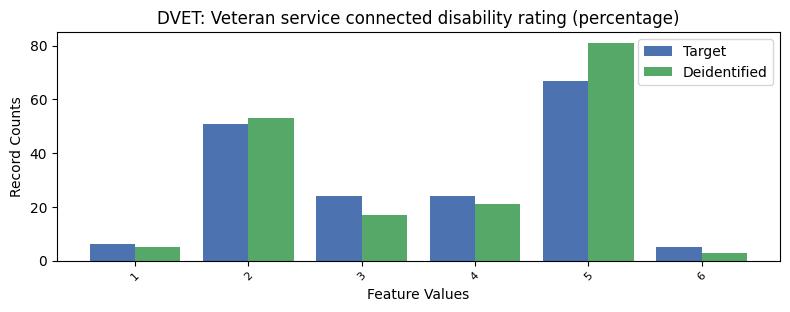 DVET: Veteran service connected disability rating (percentage)
Target
Deidentified
Record Counts
80
60
40
20
0
1
2
3
4
5
6
Feature Values